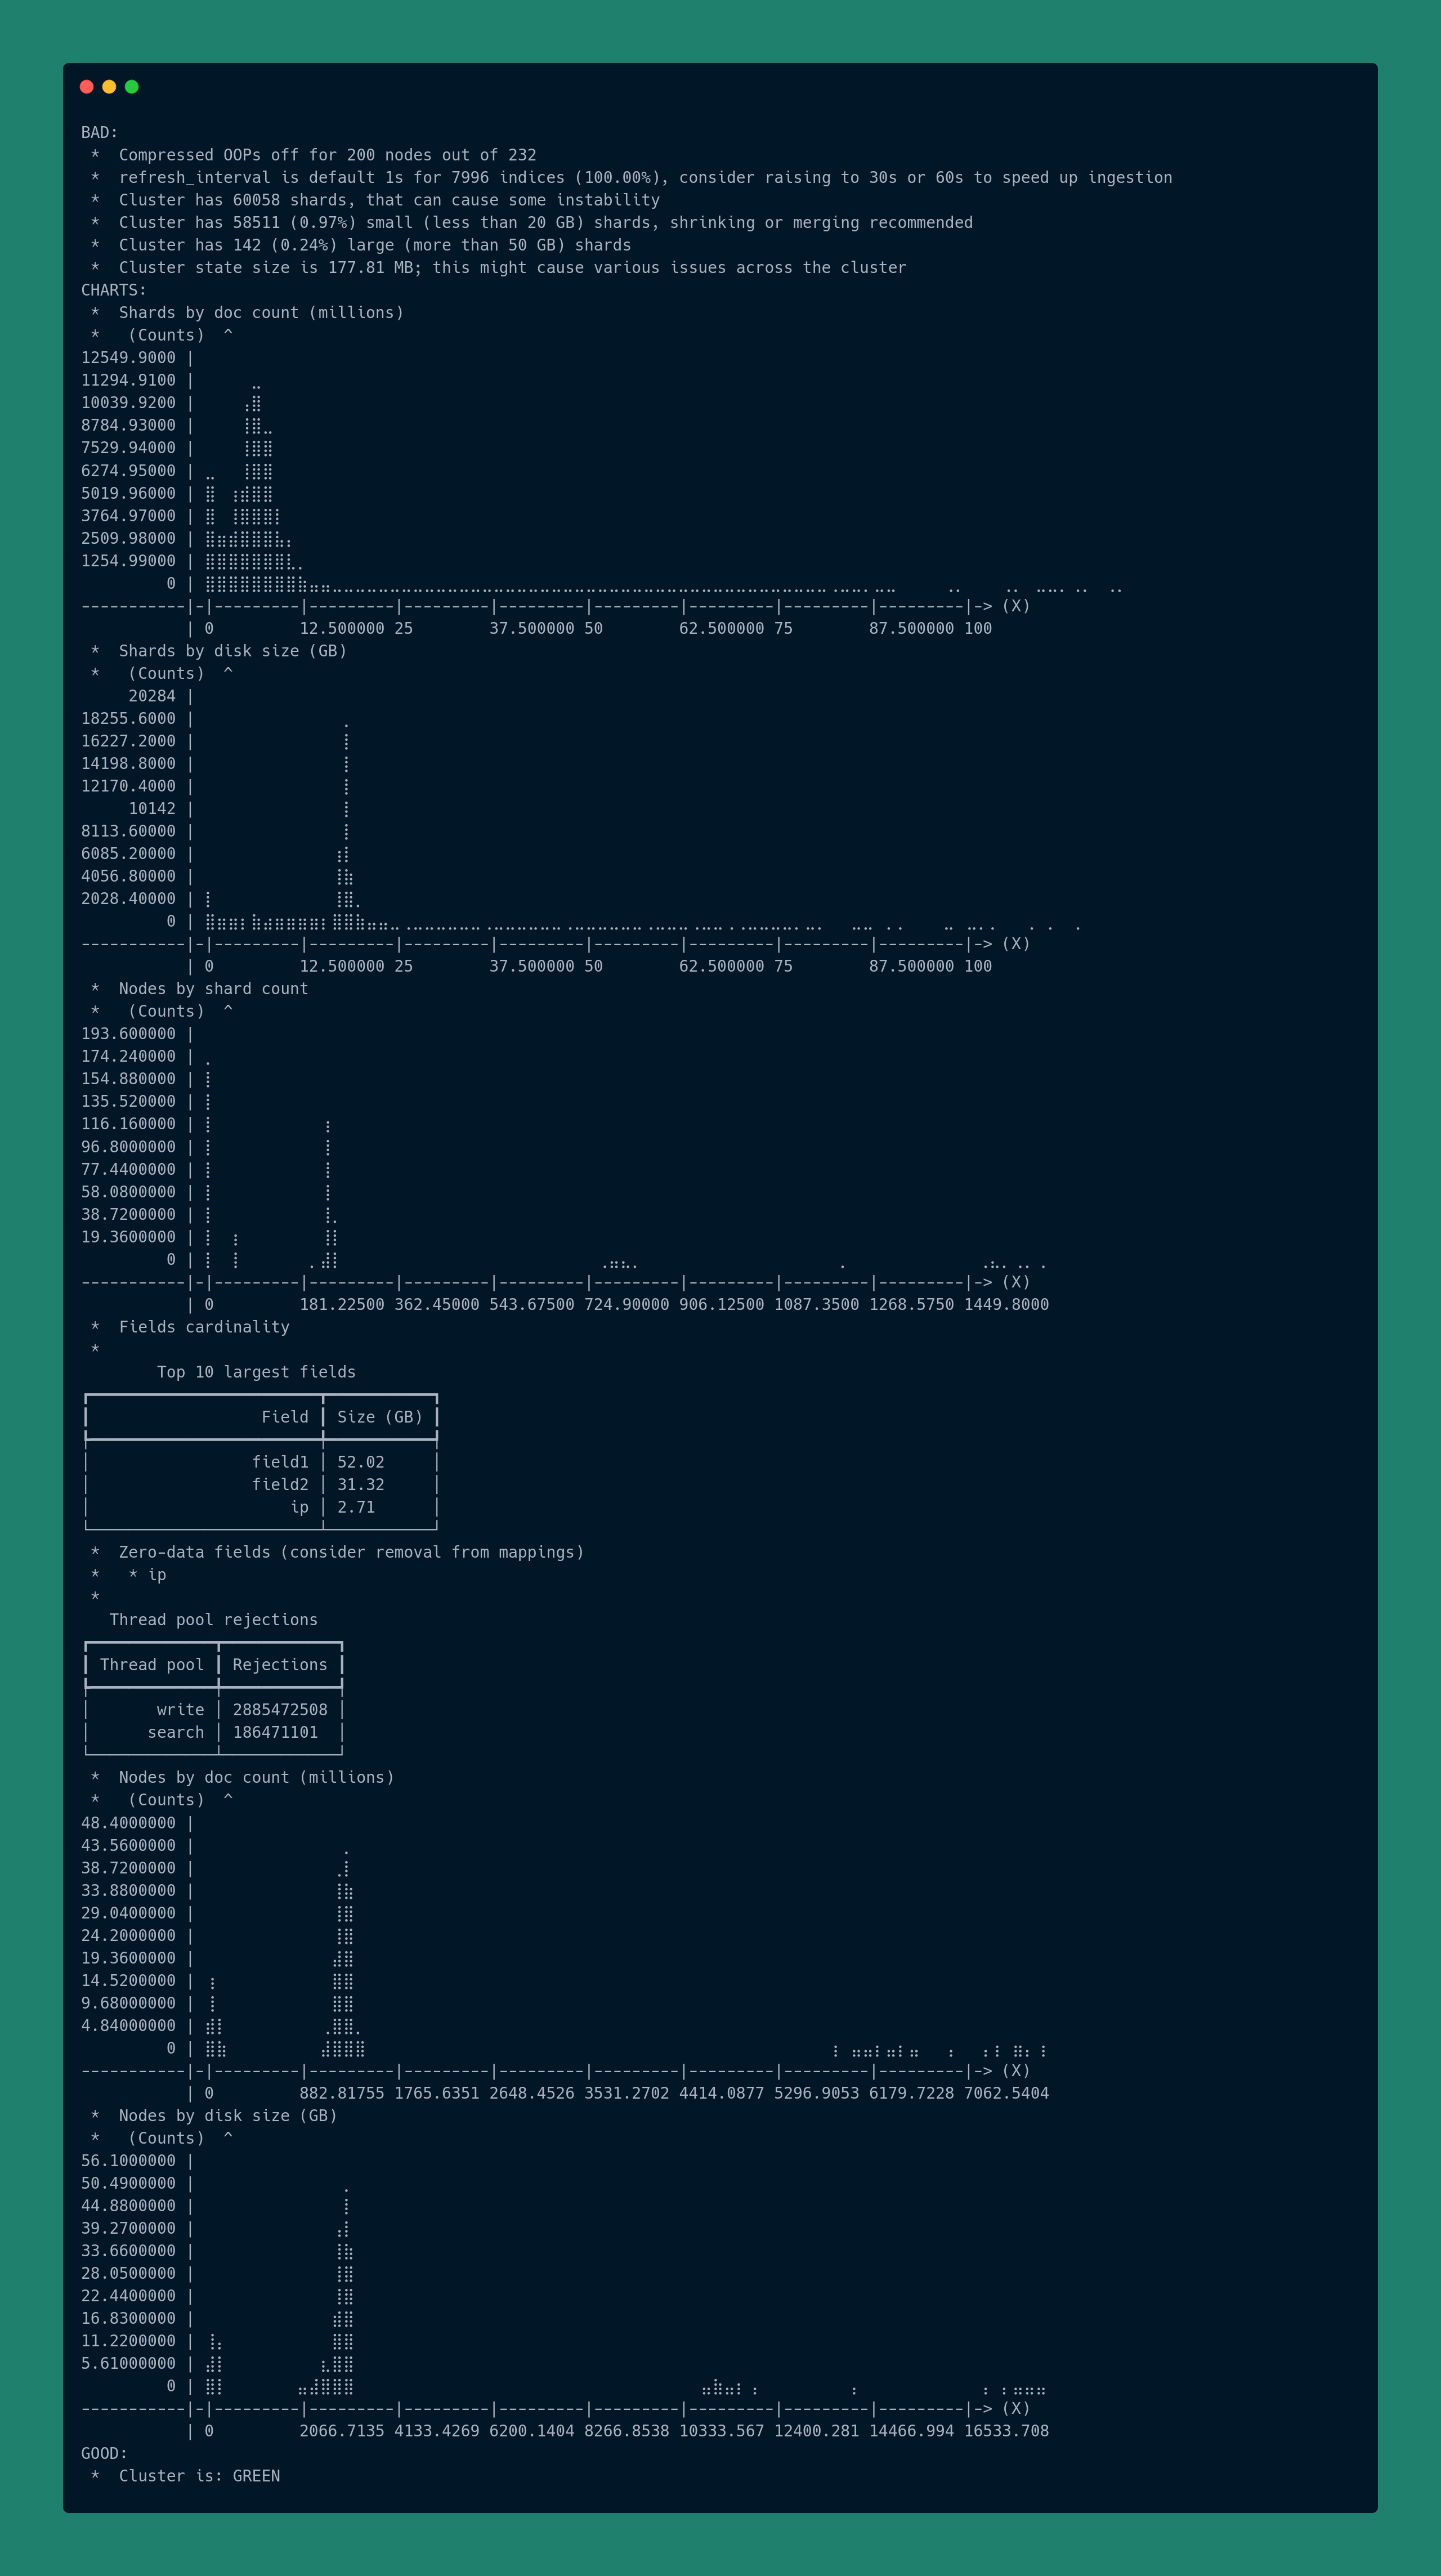 BAD:
 *  Compressed OOPs off for 200 nodes out of 232
 *  refresh_interval is default 1s for 7996 indices (100.00%), consider raising to 30s or 60s to speed up ingestion
 *  Cluster has 60058 shards, that can cause some instability
 *  Cluster has 58511 (0.97%) small (less than 20 GB) shards, shrinking or merging recommended
 *  Cluster has 142 (0.24%) large (more than 50 GB) shards
 *  Cluster state size is 177.81 MB; this might cause various issues across the cluster
CHARTS:
 *  Shards by doc count (millions)
 *   (Counts)  ^
12549.9000 |
11294.9100 |
10039.9200 |
8784.93000 |
7529.94000 |
6274.95000 |
5019.96000 |
3764.97000 |
2509.98000 |
1254.99000 |
         0 |
-----------|-|---------|---------|---------|---------|---------|---------|---------|---------|-> (X)
           | 0         12.500000 25        37.500000 50        62.500000 75        87.500000 100
 *  Shards by disk size (GB)
 *   (Counts)  ^
     20284 |
18255.6000 |
16227.2000 |
14198.8000 |
12170.4000 |
     10142 |
8113.60000 |
6085.20000 |
4056.80000 |
2028.40000 |
         0 |
-----------|-|---------|---------|---------|---------|---------|---------|---------|---------|-> (X)
           | 0         12.500000 25        37.500000 50        62.500000 75        87.500000 100
 *  Nodes by shard count
 *   (Counts)  ^
193.600000 |
174.240000 |
154.880000 |
135.520000 |
116.160000 |
96.8000000 |
77.4400000 |
58.0800000 |
38.7200000 |
19.3600000 |
         0 |
-----------|-|---------|---------|---------|---------|---------|---------|---------|---------|-> (X)
           | 0         181.22500 362.45000 543.67500 724.90000 906.12500 1087.3500 1268.5750 1449.8000
 *  Fields cardinality
 *
        Top 10 largest fields
Field | Size (GB)
field1 | 52.02
field2 | 31.32
ip | 2.71
 *  Zero-data fields (consider removal from mappings)
 *   * ip
 *
   Thread pool rejections
Thread pool | Rejections
write | 2885472508
search | 186471101
 *  Nodes by doc count (millions)
 *   (Counts)  ^
48.4000000 |
43.5600000 |
38.7200000 |
33.8800000 |
29.0400000 |
24.2000000 |
19.3600000 |
14.5200000 |
9.68000000 |
4.84000000 |
         0 |
-----------|-|---------|---------|---------|---------|---------|---------|---------|---------|-> (X)
           | 0         882.81755 1765.6351 2648.4526 3531.2702 4414.0877 5296.9053 6179.7228 7062.5404
 *  Nodes by disk size (GB)
 *   (Counts)  ^
56.1000000 |
50.4900000 |
44.8800000 |
39.2700000 |
33.6600000 |
28.0500000 |
22.4400000 |
16.8300000 |
11.2200000 |
5.61000000 |
         0 |
-----------|-|---------|---------|---------|---------|---------|---------|---------|---------|-> (X)
           | 0         2066.7135 4133.4269 6200.1404 8266.8538 10333.567 12400.281 14466.994 16533.708
GOOD:
 *  Cluster is: GREEN